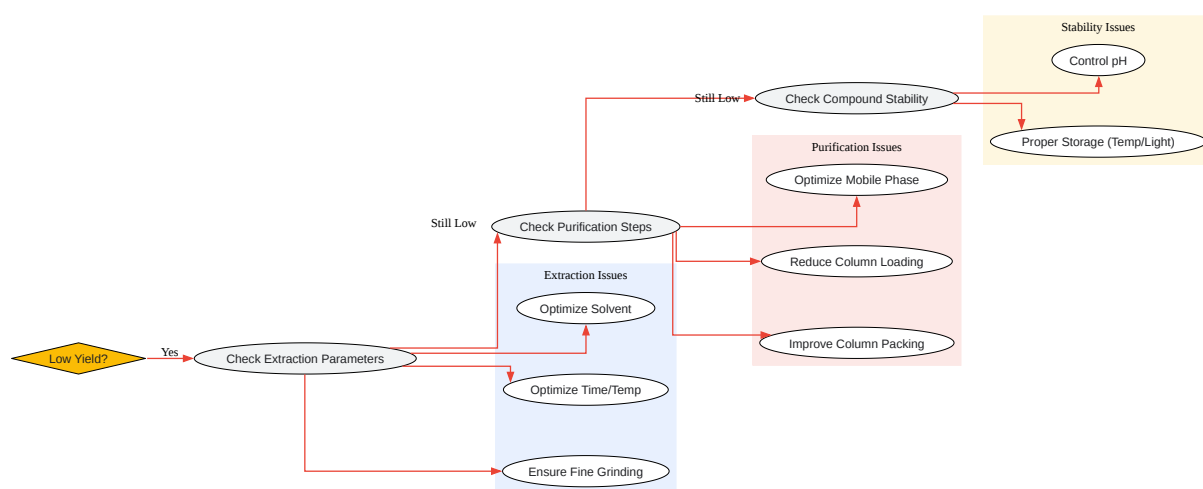 Stability Issues
Control pH
Still Low
Check Compound Stability
Proper Storage (Temp/Light)
Purification Issues
Optimize Mobile Phase
Still Low
Check Purification Steps
Reduce Column Loading
Extraction Issues
Optimize Solvent
Improve Column Packing
Low Yield?
Yes
Check Extraction Parameters
Optimize Time/Temp
Ensure Fine Grinding